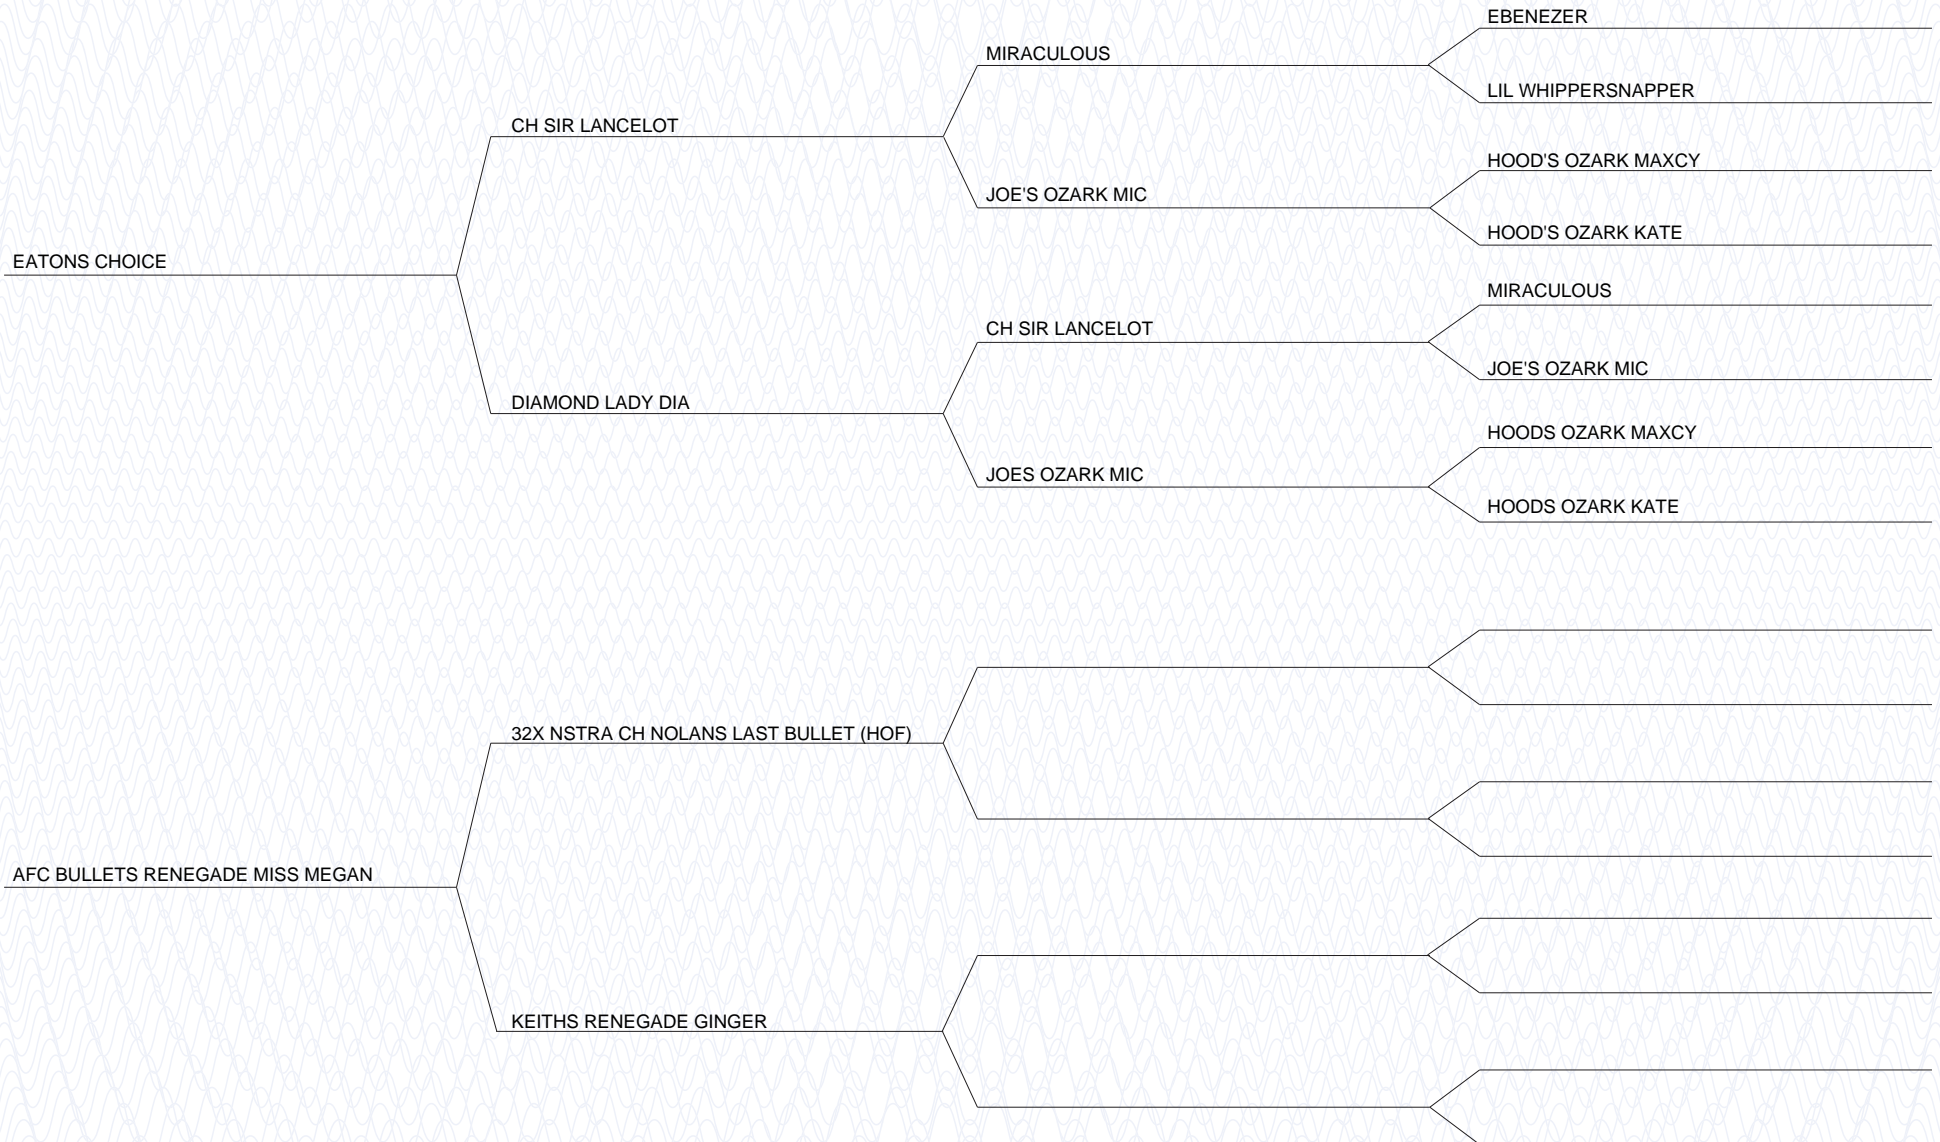 EBENEZER
MIRACULOUS
LIL WHIPPERSNAPPER
CH SIR LANCELOT
HOOD'S OZARK MAXCY
JOE'S OZARK MIC
HOOD'S OZARK KATE
EATONS CHOICE
MIRACULOUS
CH SIR LANCELOT
JOE'S OZARK MIC
DIAMOND LADY DIA
HOODS OZARK MAXCY
JOES OZARK MIC
HOODS OZARK KATE
32X NSTRA CH NOLANS LAST BULLET (HOF)
AFC BULLETS RENEGADE MISS MEGAN
KEITHS RENEGADE GINGER